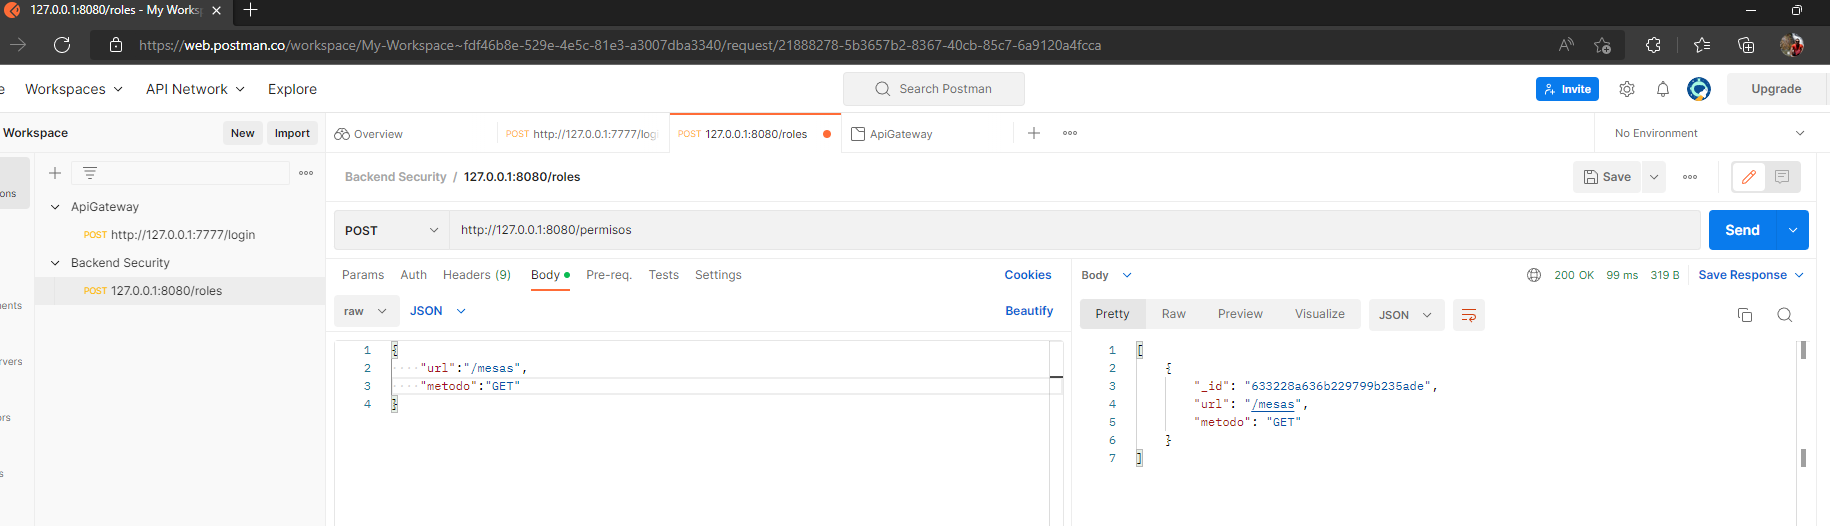 127.0.0.1:8080/roles - My Works
https://web.postman.co/workspace/My-Workspace~fdf46b8e-529e-4e5c-81e3-a3007dba3340/request/21888278-5b3657b2-8367-40cb-85c7-6a9120a4fcca
e Workspaces API Network Explore Search Postman Invite Upgrade
Workspace New Import Overview POST http://127.0.0.1:7777/logi POST 127.0.0.1:8080/roles ApiGateway No Environment
ons
Backend Security / 127.0.0.1:8080/roles Save
ApiGateway
POST http://127.0.0.1:7777/login
POST http://127.0.0.1:8080/permisos Send
Backend Security
POST 127.0.0.1:8080/roles
Params Auth Headers (9) Body Pre-req. Tests Settings Cookies
Body 200 OK 99 ms 319 B Save Response
ents
raw JSON Beautify
Pretty Raw Preview Visualize JSON
rvers
ors
s
1 {
2 "url":"/mesas",
3 "metodo":"GET"
4 }
1 [
2 {
3 "_id": "633228a636b229799b235ade",
4 "url": "/mesas",
5 "metodo": "GET"
6 }
7 ]